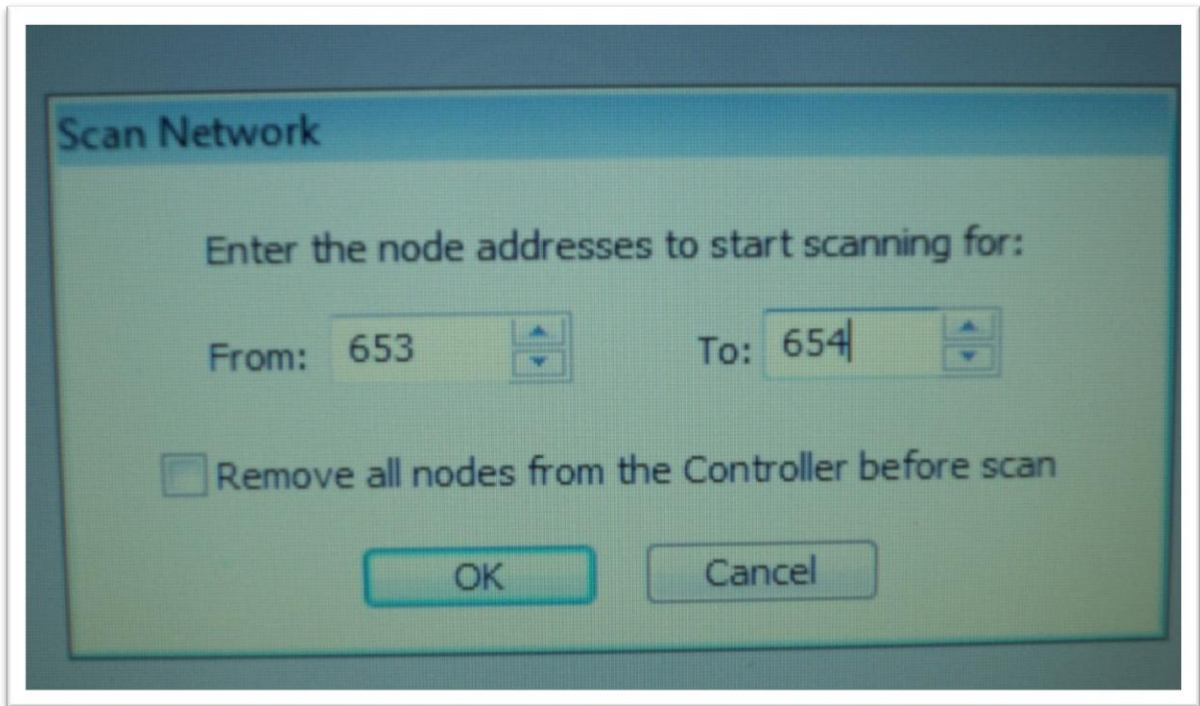 Scan Network
Enter the node addresses to start scanning for:
From: 653 To: 654
Remove all nodes from the Controller before scan
OK Cancel